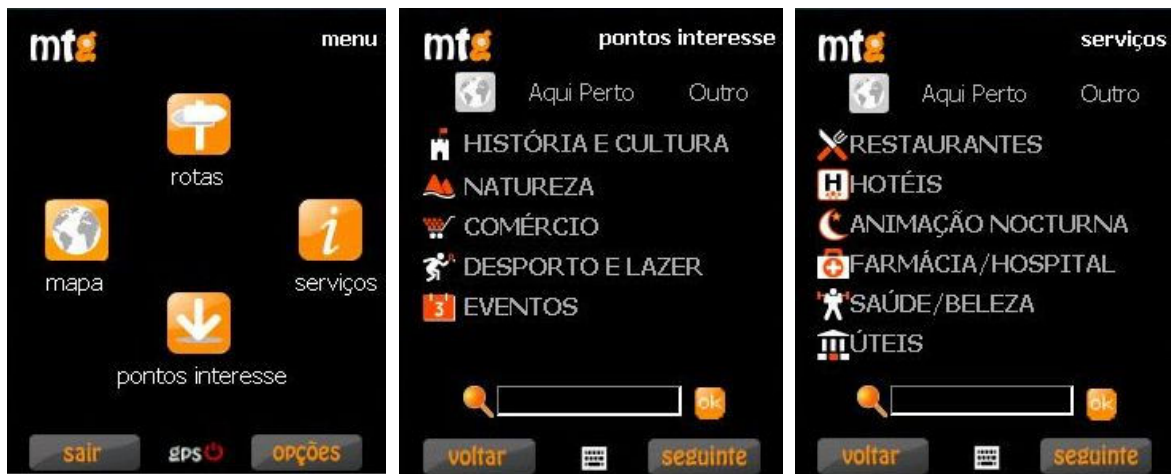 mtg menu
rotas
mapa
serviços
pontos interesse
sair gps opções
mtg pontos interesse
Aqui Perto Outro
HISTÓRIA E CULTURA
NATUREZA
COMÉRCIO
DESPORTO E LAZER
3 EVENTOS
ok
voltar seguinte
mtg serviços
Aqui Perto Outro
RESTAURANTES
H HOTÉIS
ANIMAÇÃO NOCTURNA
FARMÁCIA/HOSPITAL
SAÚDE/BELEZA
ÚTEIS
ok
voltar seguinte